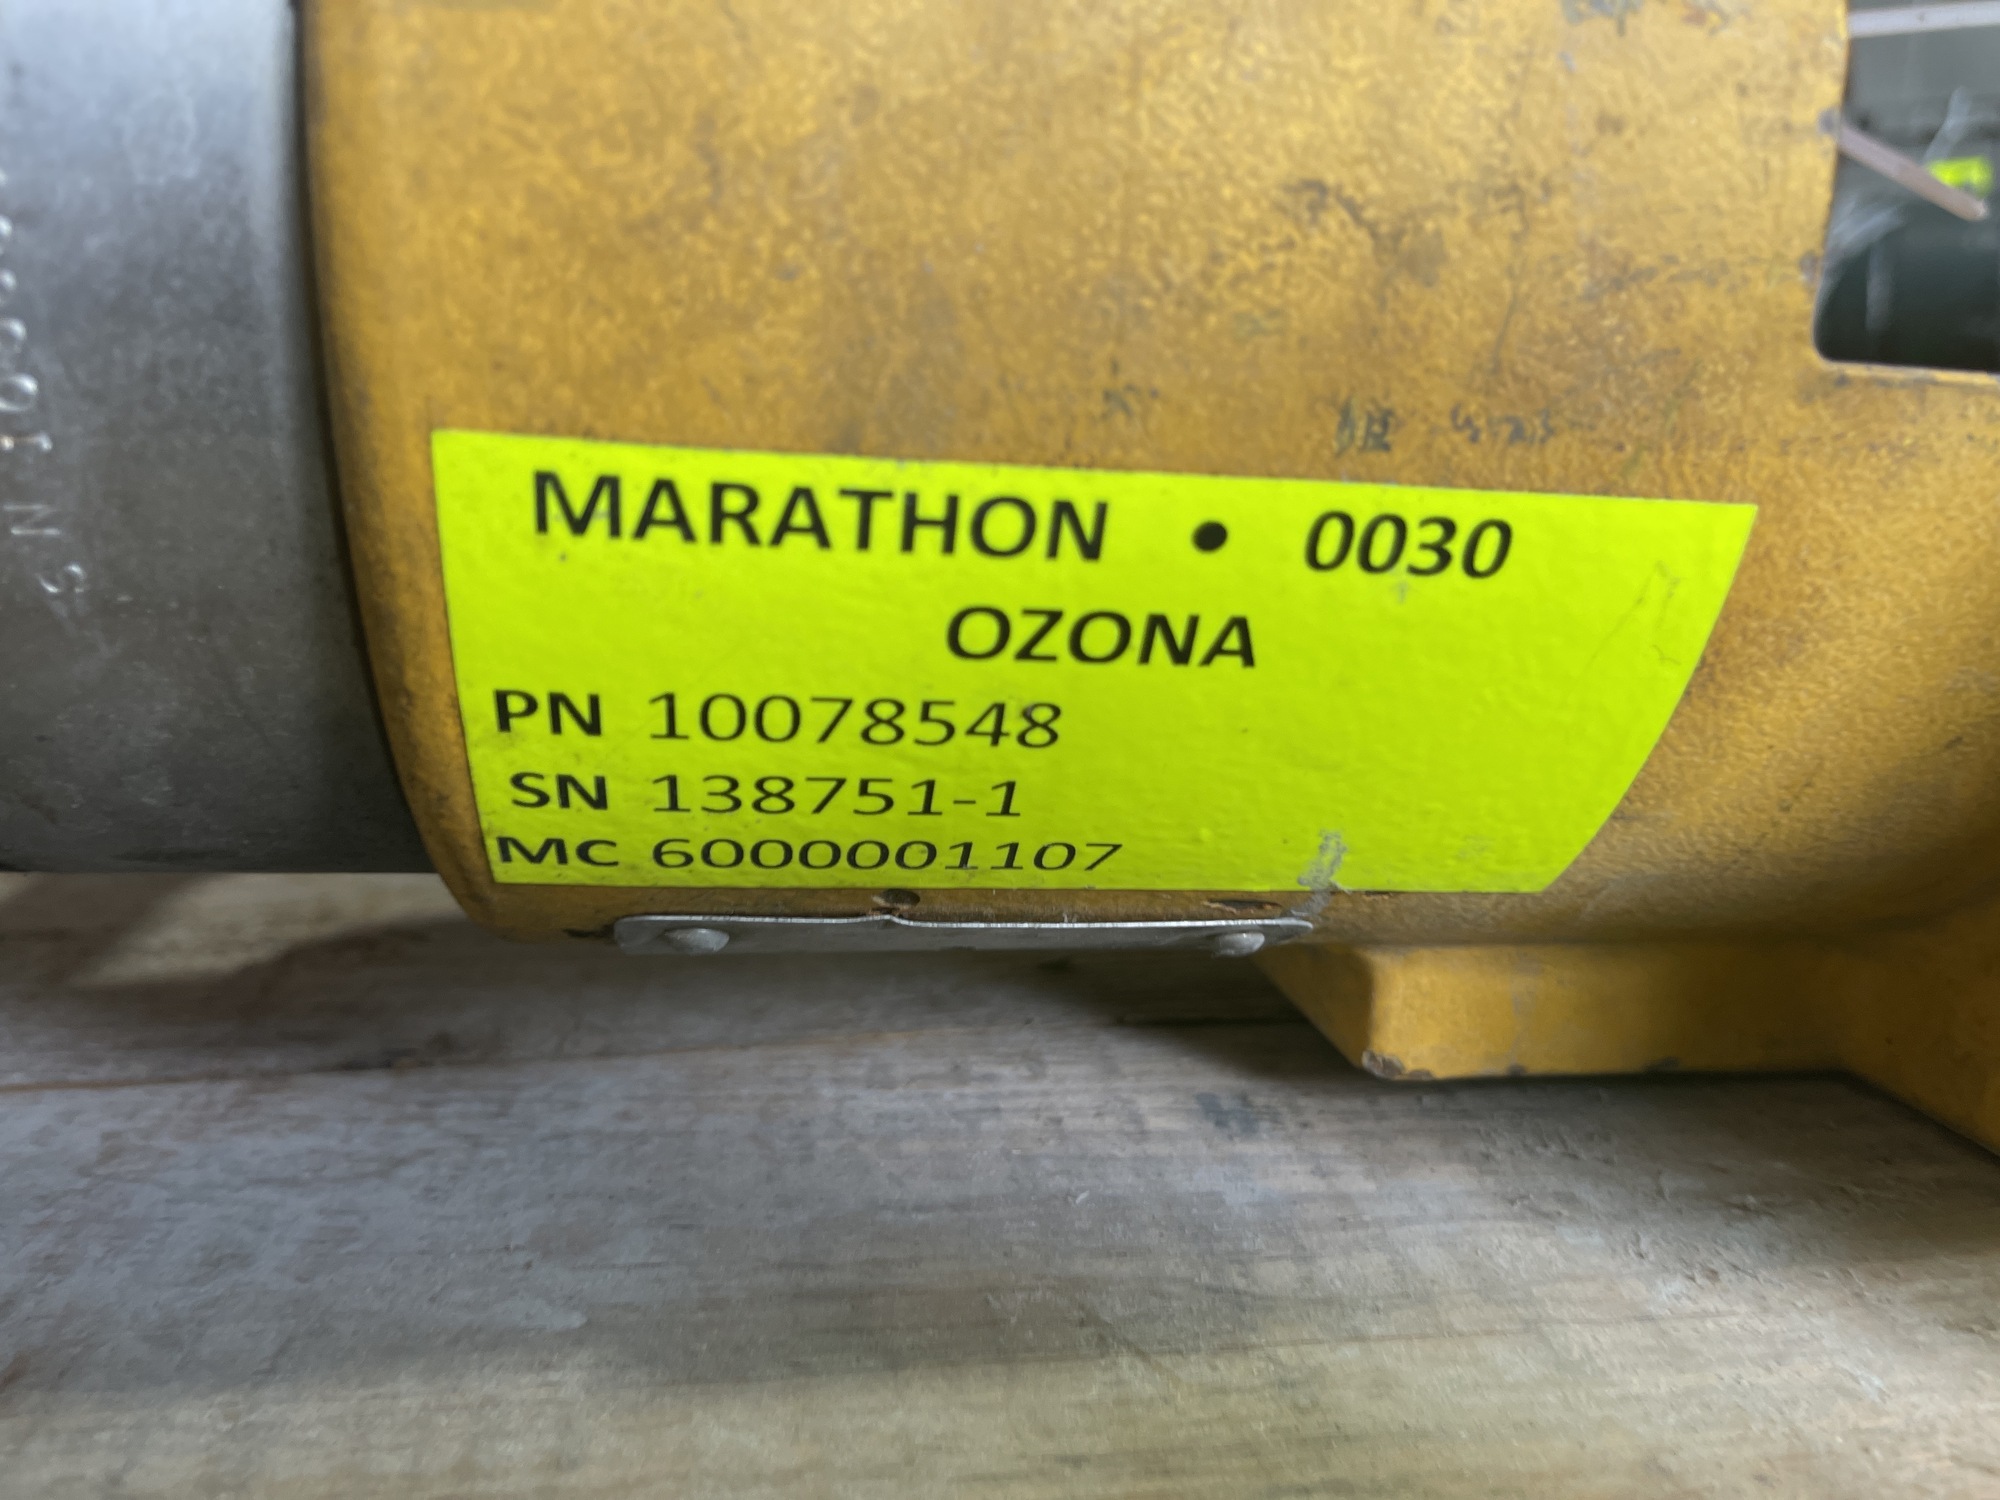 MARATHON • 0030
OZONA
PN 10078548
SN 138751-1
MC 6000001107